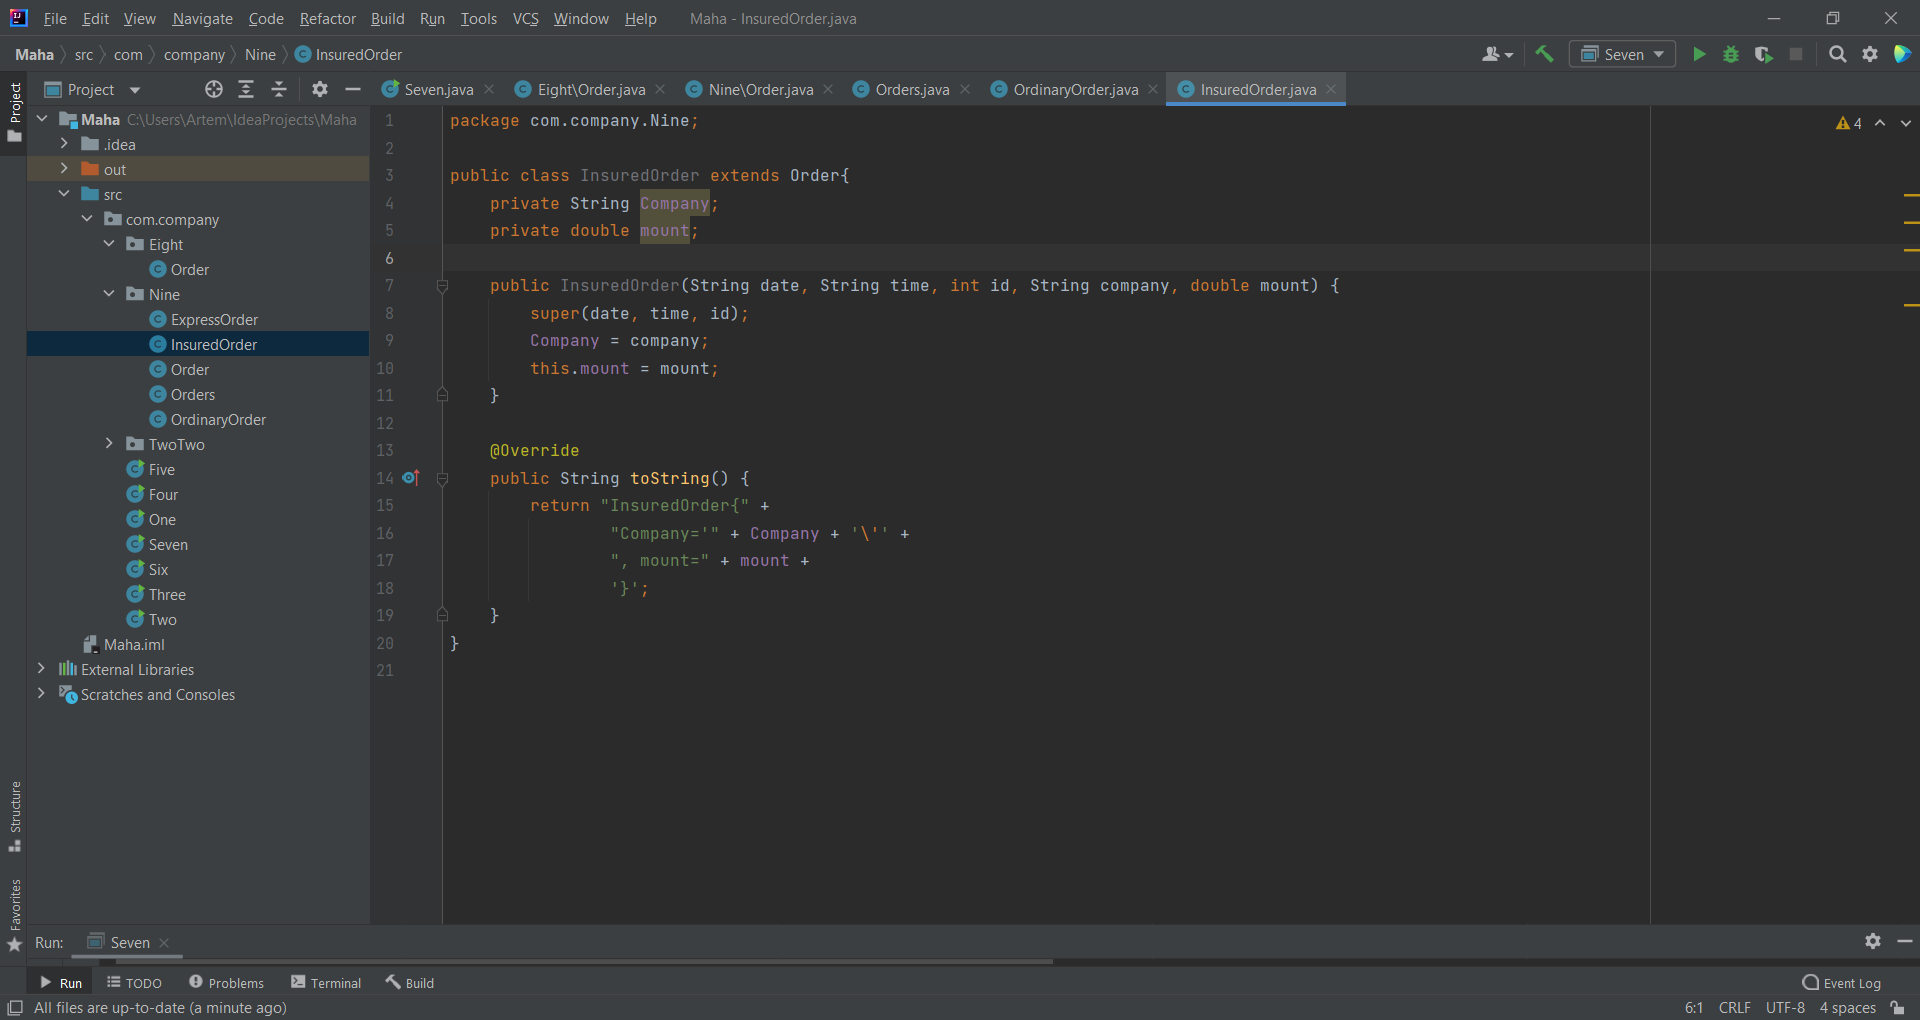 File Edit View Navigate Code Refactor Build Run Tools VCS Window Help Maha - InsuredOrder.java
Maha src com company Nine InsuredOrder Seven
Project Seven.java Eight\Order.java Nine\Order.java Orders.java OrdinaryOrder.java InsuredOrder.java
Project
Maha C:\Users\Artem\IdeaProjects\Maha
.idea
out
src
com.company
Eight
Order
Nine
ExpressOrder
InsuredOrder
Order
Orders
OrdinaryOrder
TwoTwo
Five
Four
One
Seven
Six
Three
Two
Maha.iml
External Libraries
Scratches and Consoles
Structure
Favorites
4
1 package com.company.Nine;
2
3 public class InsuredOrder extends Order{
4 private String Company;
5 private double mount;
6
7 public InsuredOrder(String date, String time, int id, String company, double mount) {
8 super(date, time, id);
9 Company = company;
10 this.mount = mount;
11 }
12
13 @Override
14 public String toString() {
15 return "InsuredOrder{" +
16 "Company='" + Company + '\'' +
17 ", mount=" + mount +
18 '}';
19 }
20 }
21
Run: Seven
Run TODO Problems Terminal Build Event Log
All files are up-to-date (a minute ago) 6:1 CRLF UTF-8 4 spaces